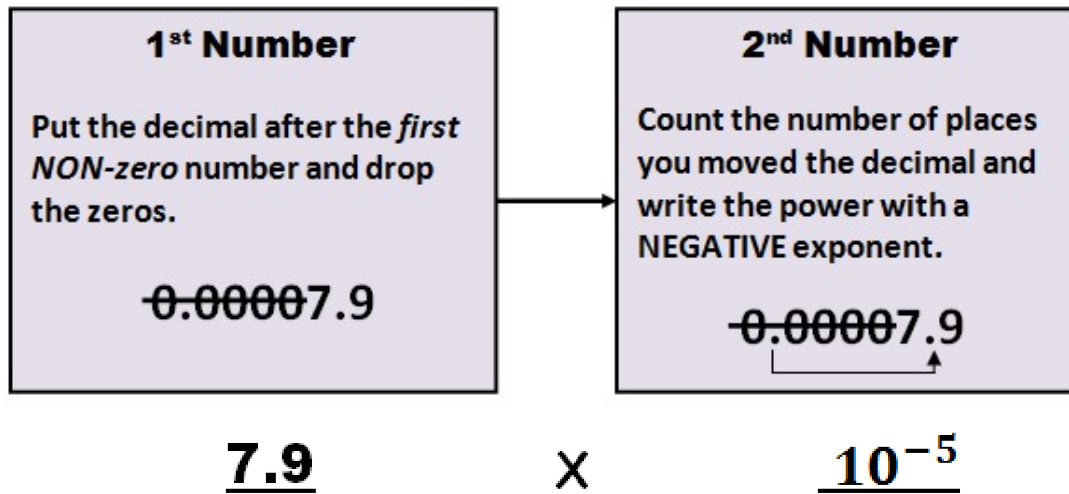 1st Number
Put the decimal after the first
NON-zero number and drop
the zeros.
0.00007.9
2nd Number
Count the number of places
you moved the decimal and
write the power with a
NEGATIVE exponent.
0.00007.9
7.9 x 10⁻⁵